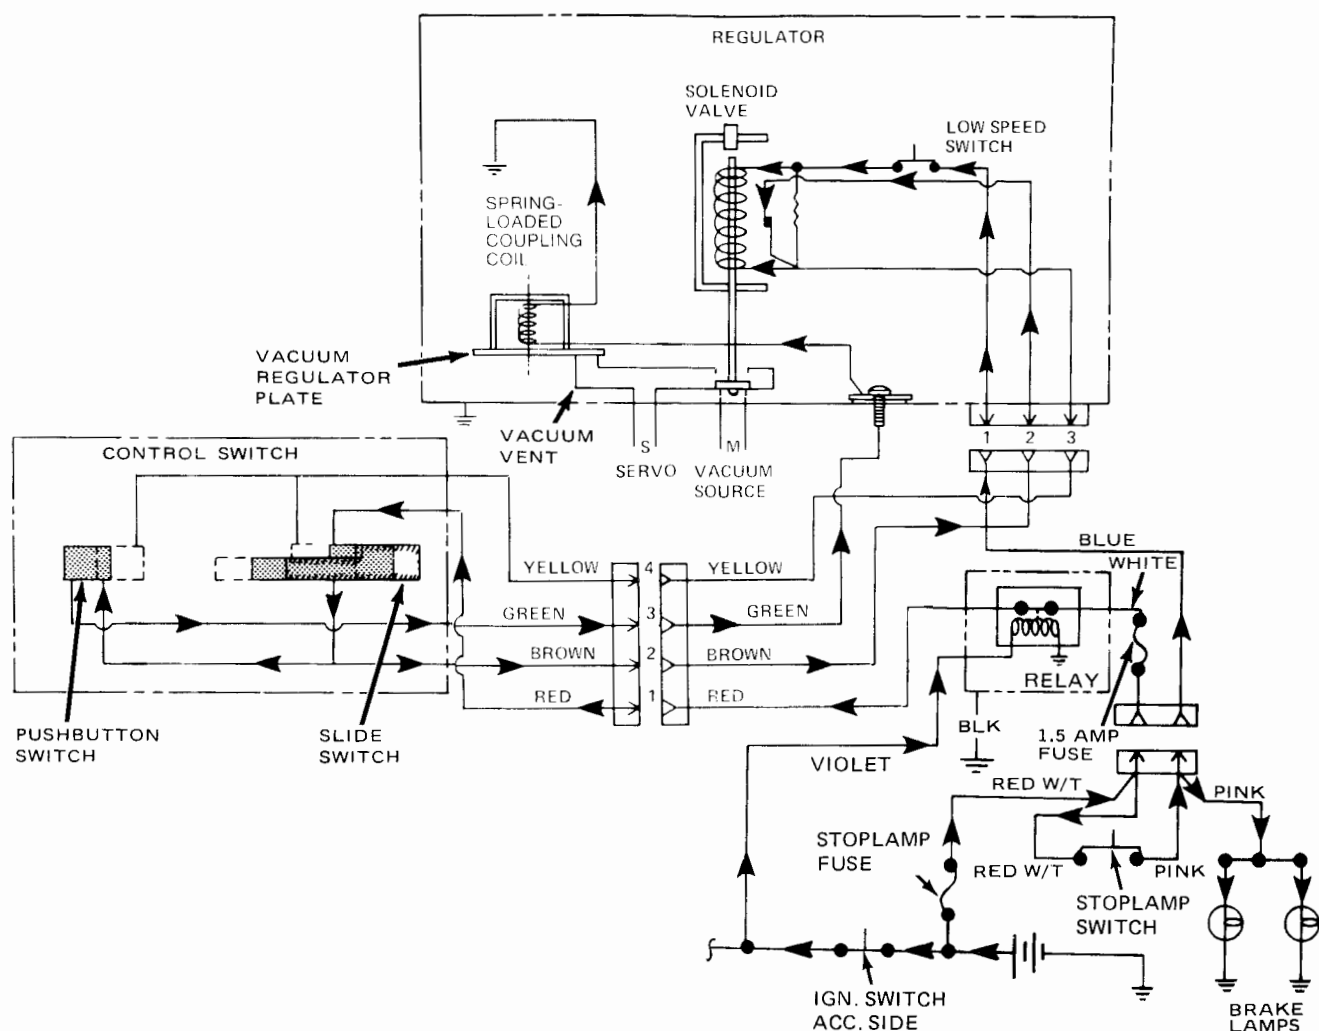 REGULATOR
SOLENOID
VALVE
LOW SPEED
SWITCH
SPRING-
LOADED
COUPLING
COIL
VACUUM
REGULATOR
PLATE
VACUUM
VENT
S
SERVO
M
VACUUM
SOURCE
1 2 3
CONTROL SWITCH
PUSHBUTTON
SWITCH
SLIDE
SWITCH
YELLOW 4 YELLOW
GREEN 3 GREEN
BROWN 2 BROWN
RED 1 RED
BLUE
WHITE
RELAY
BLK
1.5 AMP
FUSE
VIOLET
RED W/T
PINK
STOPLAMP
FUSE
RED W/T
PINK
STOPLAMP
SWITCH
IGN. SWITCH
ACC. SIDE
BRAKE
LAMPS